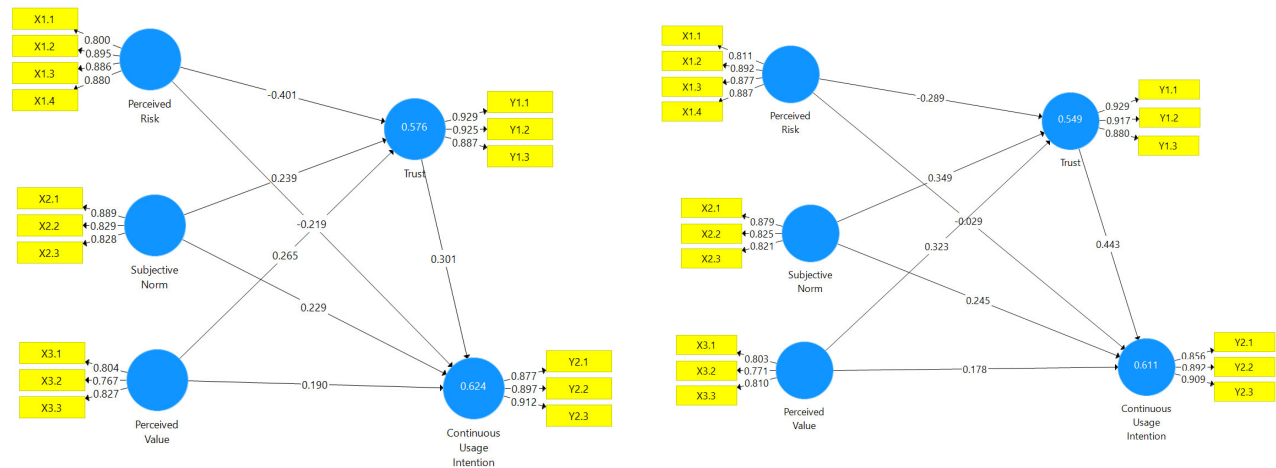 X1.1
X1.2
X1.3
X1.4
0.800
0.895
0.886
0.880
Perceived
Risk
-0.401
0.576
Trust
0.929
0.925
0.887
Y1.1
Y1.2
Y1.3
X2.1
X2.2
X2.3
0.889
0.829
0.828
Subjective
Norm
0.239
-0.219
0.265
0.301
0.229
X3.1
X3.2
X3.3
0.804
0.767
0.827
Perceived
Value
0.190
0.624
Continuous
Usage
Intention
0.877
0.897
0.912
Y2.1
Y2.2
Y2.3
X1.1
X1.2
X1.3
X1.4
0.811
0.892
0.877
0.887
Perceived
Risk
-0.289
0.549
Trust
0.929
0.917
0.880
Y1.1
Y1.2
Y1.3
X2.1
X2.2
X2.3
0.879
0.825
0.821
Subjective
Norm
0.349
-0.029
0.323
0.443
0.245
X3.1
X3.2
X3.3
0.803
0.771
0.810
Perceived
Value
0.178
0.611
Continuous
Usage
Intention
0.856
0.892
0.909
Y2.1
Y2.2
Y2.3